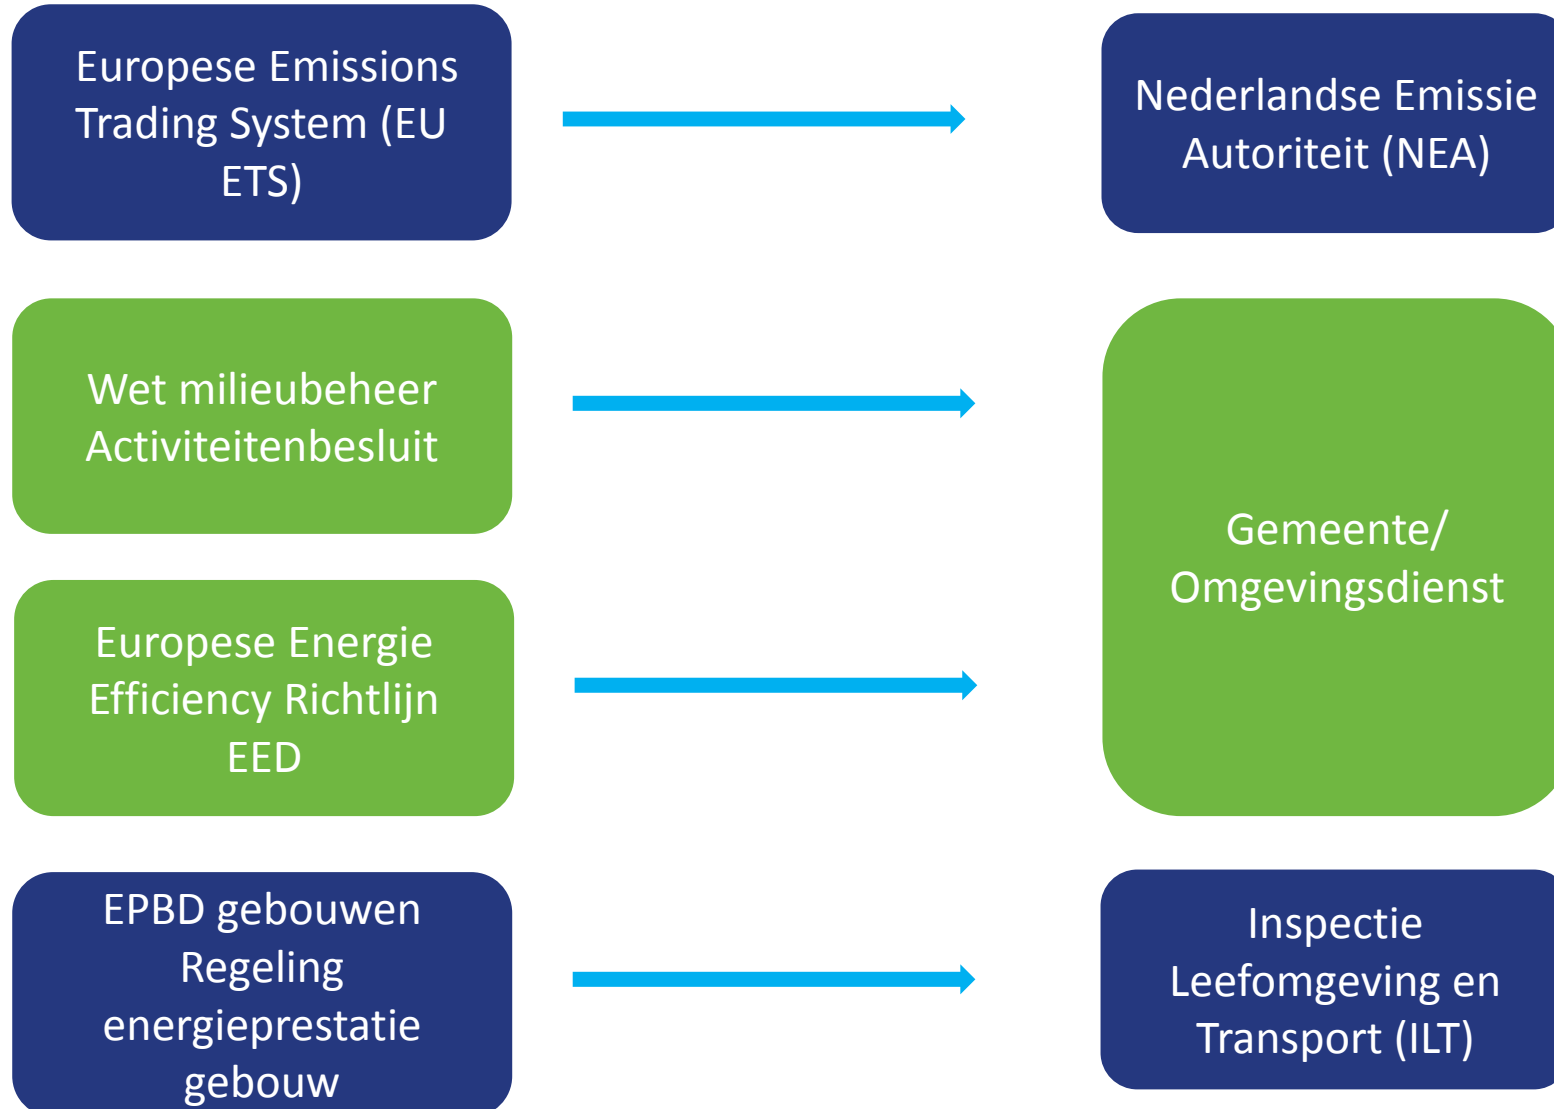 Europese Emissions
Trading System (EU
ETS)
Nederlandse Emissie
Autoriteit (NEA)
Wet milieubeheer
Activiteitenbesluit
Gemeente/
Omgevingsdienst
Europese Energie
Efficiency Richtlijn
EED
EPBD gebouwen
Regeling
energieprestatie
gebouw
Inspectie
Leefomgeving en
Transport (ILT)